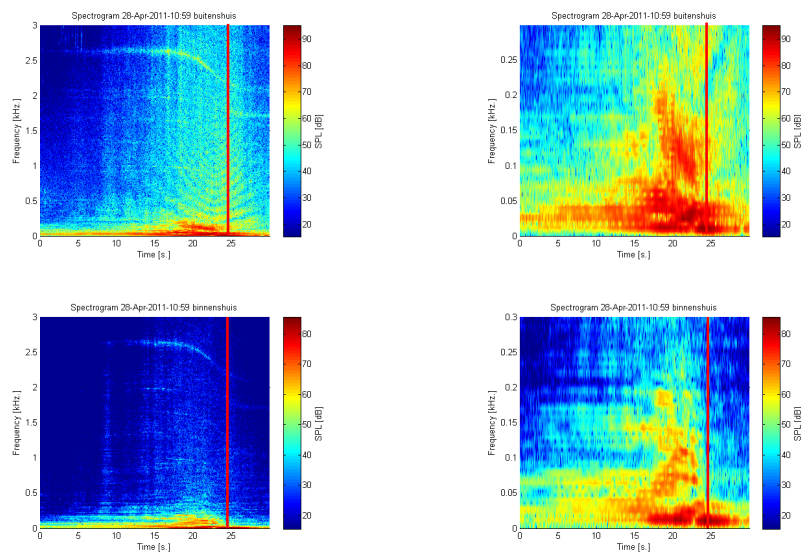 Spectrogram 28-Apr-2011-10:59 buitenshuis
3
2.5
2
1.5
1
0.5
0
Frequency [kHz.]
0 5 10 15 20 25
Time [s.]
90
80
70
60
50
40
30
20
SPL [dB]
Spectrogram 28-Apr-2011-10:59 buitenshuis
0.25
0.2
0.15
0.1
0.05
0
Frequency [kHz.]
0 5 10 15 20 25
Time [s.]
90
80
70
60
50
40
30
20
SPL [dB]
Spectrogram 28-Apr-2011-10:59 binnenshuis
3
2.5
2
1.5
1
0.5
0
Frequency [kHz.]
0 5 10 15 20 25
Time [s.]
80
70
60
50
40
30
20
SPL [dB]
Spectrogram 28-Apr-2011-10:59 binnenshuis
0.3
0.25
0.2
0.15
0.1
0.05
0
Frequency [kHz.]
0 5 10 15 20 25
Time [s.]
80
70
60
50
40
30
20
SPL [dB]